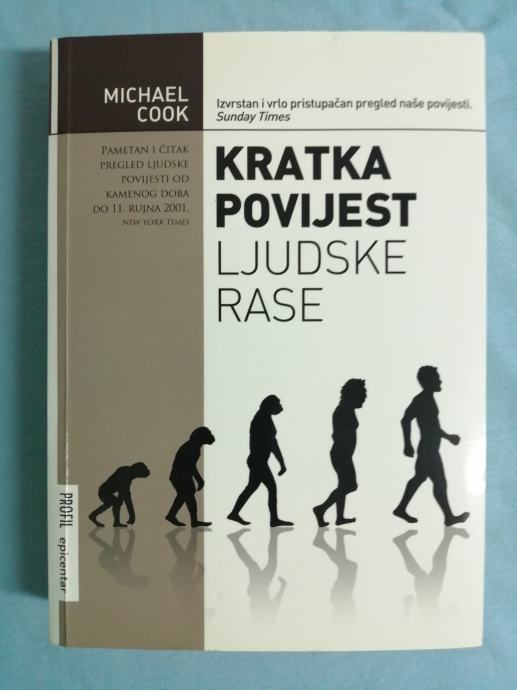 MICHAEL
COOK
Izvrstan i vrlo pristupačan pregled naše povijesti.
Sunday Times
PAMETAN I ČITAK
PREGLED LJUDSKE
POVIJESTI OD
KAMENOG DOBA
DO 11. RUJNA 2001.
NEW YORK TIMES
KRATKA
POVIJEST
LJUDSKE
RASE
PROFIL epicentar